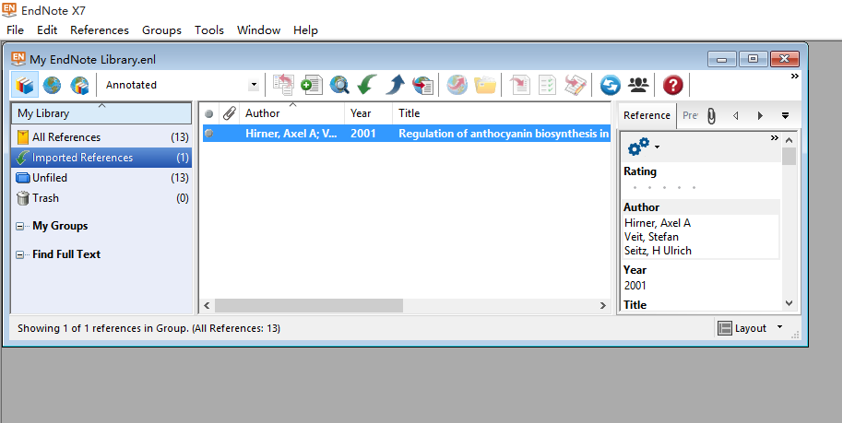 EN EndNote X7
File Edit References Groups Tools Window Help
EN My EndNote Library.enl
Annotated
My Library
All References (13)
Imported References (1)
Unfiled (13)
Trash (0)
My Groups
Find Full Text
Author Year Title
Hirner, Axel A; V... 2001 Regulation of anthocyanin biosynthesis in
Reference Pre
Rating
Author
Hirner, Axel A
Veit, Stefan
Seitz, H Ulrich
Year
2001
Title
Showing 1 of 1 references in Group. (All References: 13)
Layout